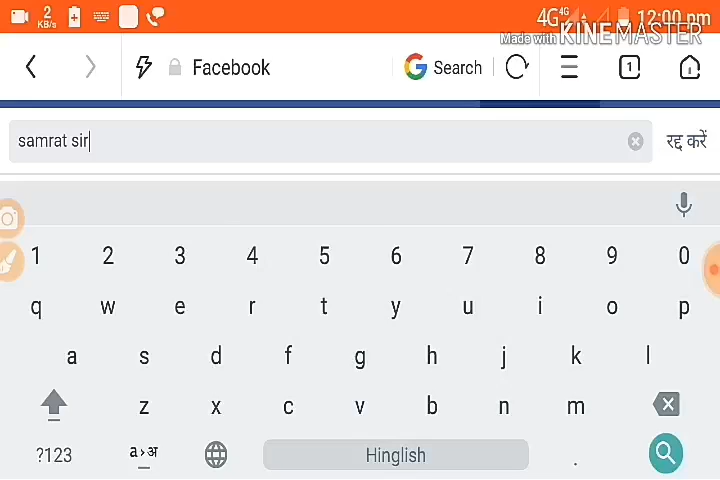 2 KB/s 4G 4G 12:00 pm
Made with KINEMASTER
Facebook G Search 1
samrat sir रद्द करें
1 2 3 4 5 6 7 8 9 0
q w e r t y u i o p
a s d f g h j k l
z x c v b n m
?123 a>अ Hinglish .